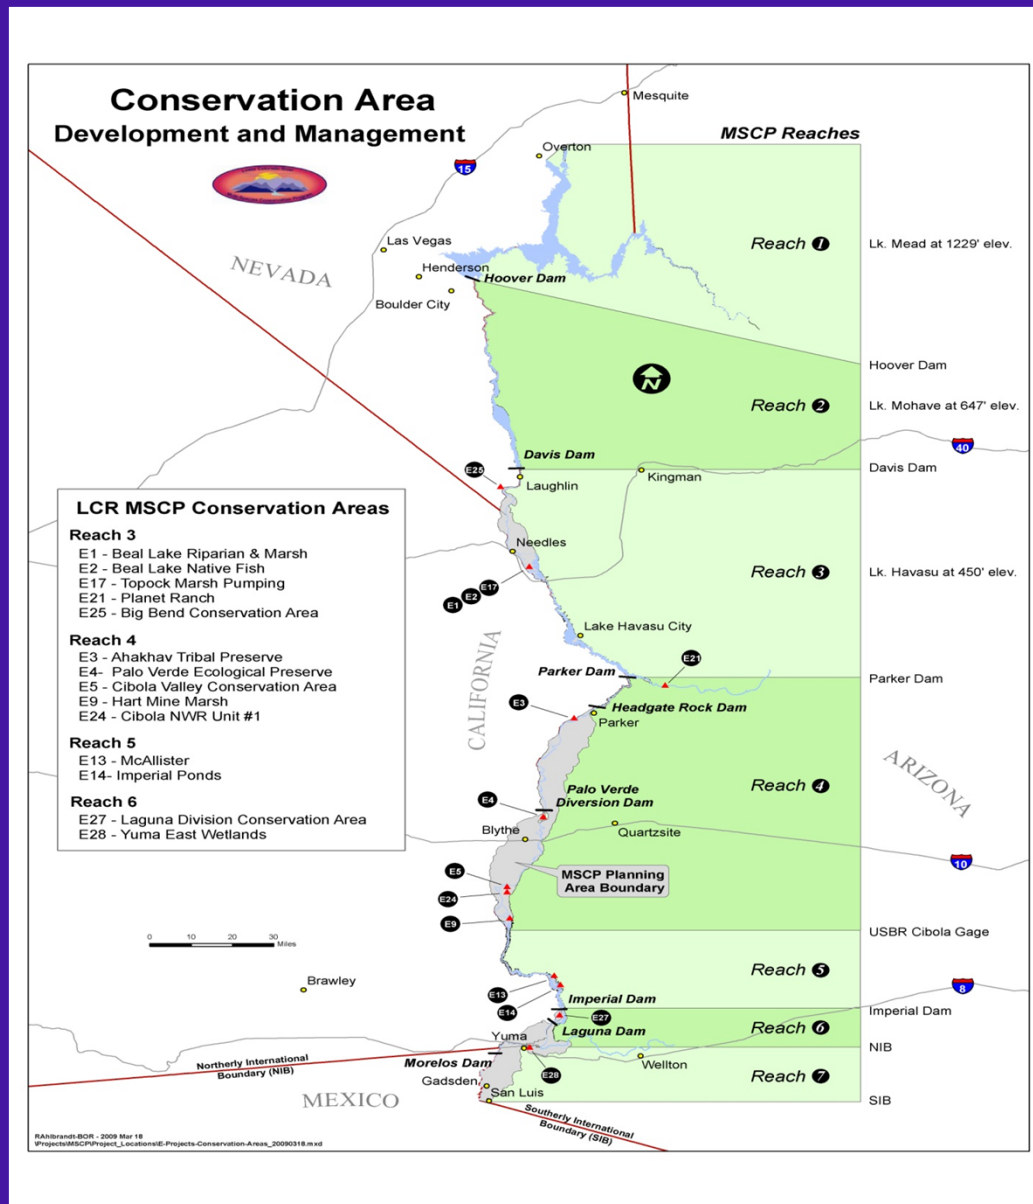 Conservation Area
Development and Management
Mesquite
MSCP Reaches
Overton
15
Las Vegas
NEVADA
Henderson
Hoover Dam
Boulder City
Reach 1
Lk. Mead at 1229' elev.
Hoover Dam
N
Reach 2
Lk. Mohave at 647' elev.
40
Davis Dam
Davis Dam
E25
Laughlin
Kingman
LCR MSCP Conservation Areas
Reach 3
E1 - Beal Lake Riparian & Marsh
E2 - Beal Lake Native Fish
E17 - Topock Marsh Pumping
E21 - Planet Ranch
E25 - Big Bend Conservation Area
Reach 4
E3 - Ahakhav Tribal Preserve
E4- Palo Verde Ecological Preserve
E5 - Cibola Valley Conservation Area
E9 - Hart Mine Marsh
E24 - Cibola NWR Unit #1
Reach 5
E13 - McAllister
E14- Imperial Ponds
Reach 6
E27 - Laguna Division Conservation Area
E28 - Yuma East Wetlands
Needles
E17
E2
E1
Reach 3
Lk. Havasu at 450' elev.
Lake Havasu City
CALIFORNIA
E21
Parker Dam
Parker Dam
E3
Headgate Rock Dam
Parker
ARIZONA
Reach 4
Palo Verde
Diversion Dam
E4
Blythe
Quartzsite
10
MSCP Planning
Area Boundary
E5
E24
E9
USBR Cibola Gage
0 10 20 30
Miles
Brawley
Reach 5
8
E13
E14
Imperial Dam
Imperial Dam
E27
Laguna Dam
Reach 6
Yuma
NIB
Northerly International
Boundary (NIB)
Morelos Dam
E28
Wellton
Reach 7
Gadsden
San Luis
MEXICO
SIB
Southerly International
Boundary (SIB)
RAhlbrandt-BOR - 2009 Mar 18
\Projects\MSCP\Project_Locations\E-Projects-Conservation-Areas_20090318.mxd